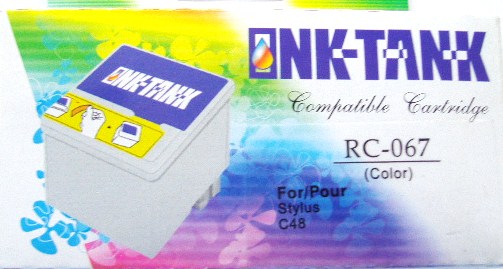 INK-TANK
INK-TANK
Compatible Cartridge
RC-067
(Color)
For/Pour
Stylus
C48